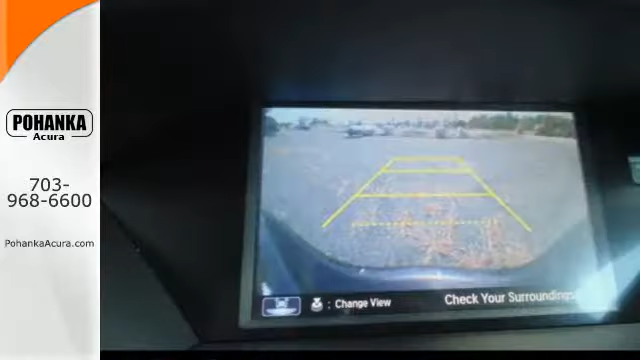 POHANKA
Acura
703-
968-6600
PohankaAcura.com
: Change View
Check Your Surroundings